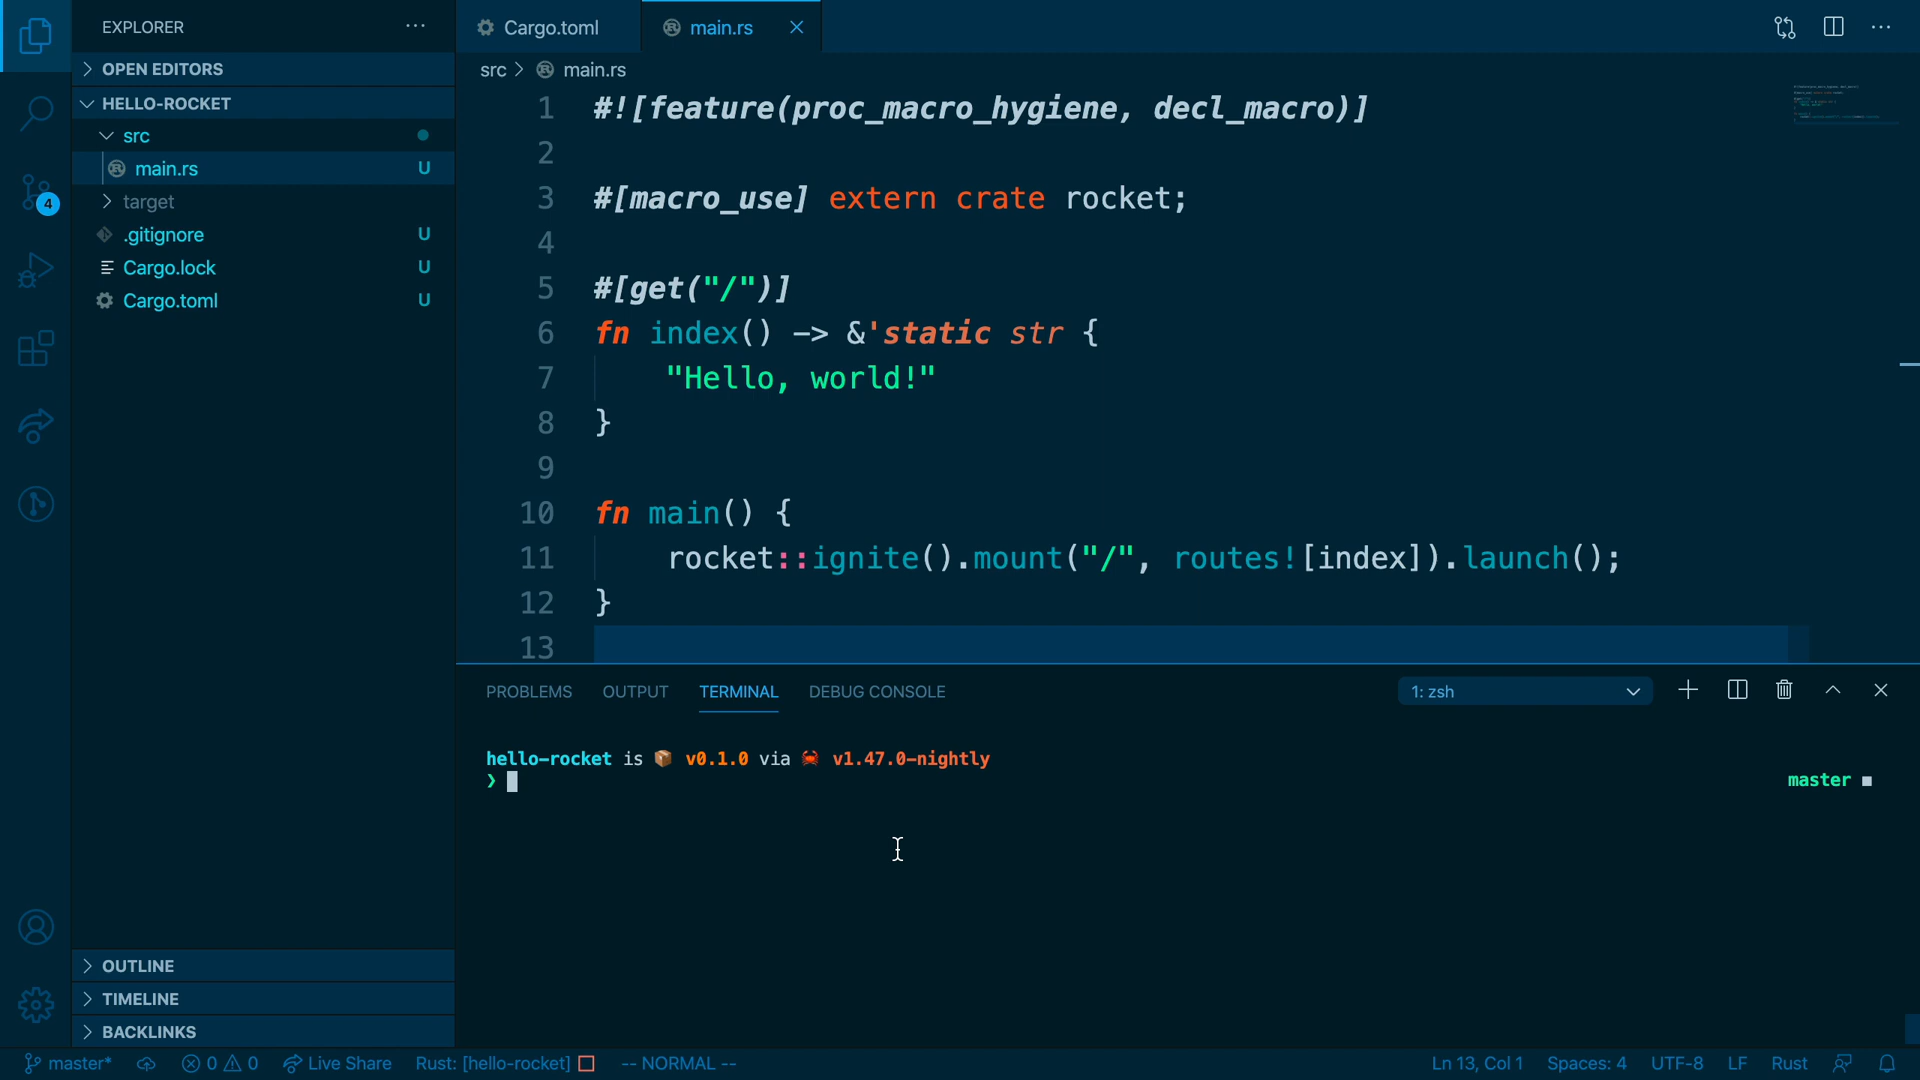 EXPLORER
OPEN EDITORS
HELLO-ROCKET
src
main.rs U
target
.gitignore U
Cargo.lock U
Cargo.toml U
4
OUTLINE
TIMELINE
BACKLINKS
Cargo.toml
main.rs
src > main.rs
1 #![feature(proc_macro_hygiene, decl_macro)]
2
3 #[macro_use] extern crate rocket;
4
5 #[get("/")]
6 fn index() -> &'static str {
7 "Hello, world!"
8 }
9
10 fn main() {
11 rocket::ignite().mount("/", routes![index]).launch();
12 }
13
PROBLEMS OUTPUT TERMINAL DEBUG CONSOLE 1: zsh
hello-rocket is 📦 v0.1.0 via 🦀 v1.47.0-nightly
❯ master ■
master* 0 0 Live Share Rust: [hello-rocket] -- NORMAL -- Ln 13, Col 1 Spaces: 4 UTF-8 LF Rust